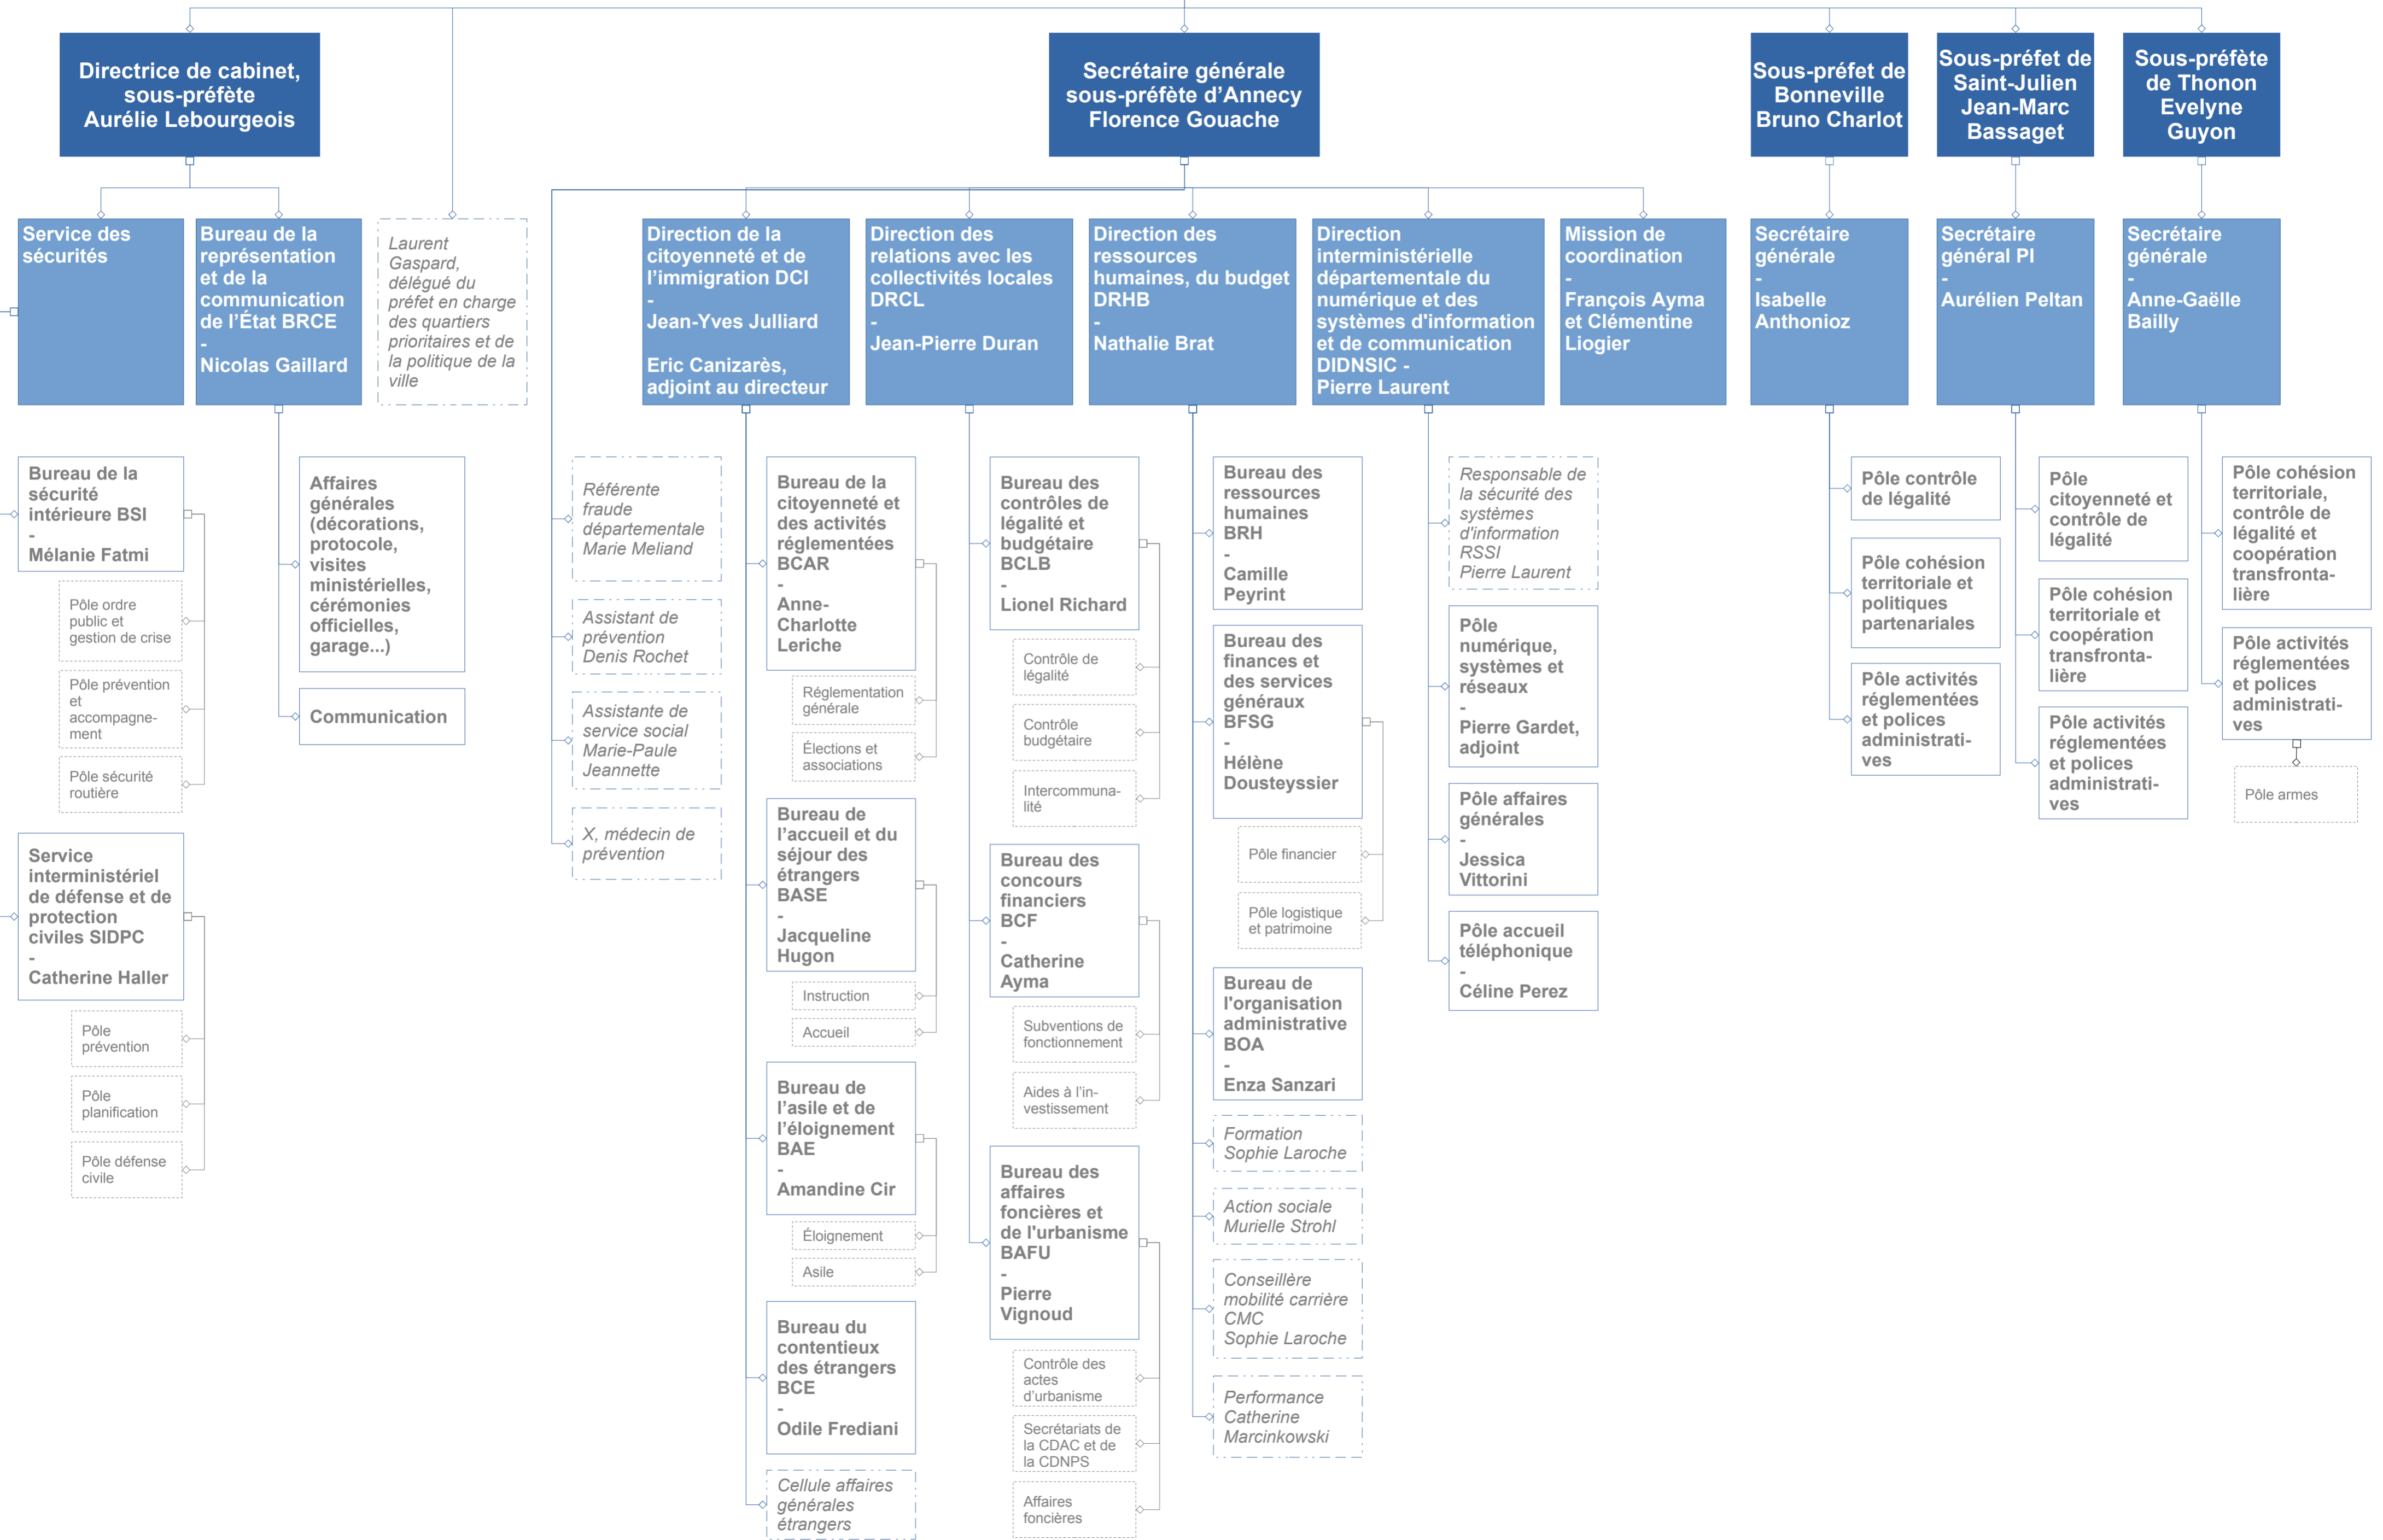 Directrice de cabinet,
sous-préfète
Aurélie Lebourgeois
Secrétaire générale
sous-préfète d’Annecy
Florence Gouache
Sous-préfet de
Bonneville
Bruno Charlot
Sous-préfet de
Saint-Julien
Jean-Marc
Bassaget
Sous-préfète
de Thonon
Evelyne
Guyon
Service des
sécurités
Bureau de la
représentation
et de la
communication
de l’État BRCE
-
Nicolas Gaillard
Laurent
Gaspard,
délégué du
préfet en charge
des quartiers
prioritaires et de
la politique de la
ville
Direction de la
citoyenneté et de
l’immigration DCI
-
Jean-Yves Julliard
Eric Canizarès,
adjoint au directeur
Direction des
relations avec les
collectivités locales
DRCL
-
Jean-Pierre Duran
Direction des
ressources
humaines, du budget
DRHB
-
Nathalie Brat
Direction
interministérielle
départementale du
numérique et des
systèmes d'information
et de communication
DIDNSIC -
Pierre Laurent
Mission de
coordination
-
François Ayma
et Clémentine
Liogier
Secrétaire
générale
-
Isabelle
Anthonioz
Secrétaire
général PI
-
Aurélien Peltan
Secrétaire
générale
-
Anne-Gaëlle
Bailly
Bureau de la
sécurité
intérieure BSI
-
Mélanie Fatmi
Pôle ordre
public et
gestion de crise
Pôle prévention
et
accompagne-
ment
Pôle sécurité
routière
Service
interministériel
de défense et de
protection
civiles SIDPC
-
Catherine Haller
Pôle
prévention
Pôle
planification
Pôle défense
civile
Affaires
générales
(décorations,
protocole,
visites
ministérielles,
cérémonies
officielles,
garage...)
Communication
Référente
fraude
départementale
Marie Meliand
Assistant de
prévention
Denis Rochet
Assistante de
service social
Marie-Paule
Jeannette
X, médecin de
prévention
Bureau de la
citoyenneté et
des activités
réglementées
BCAR
-
Anne-
Charlotte
Leriche
Réglementation
générale
Élections et
associations
Bureau de
l’accueil et du
séjour des
étrangers
BASE
-
Jacqueline
Hugon
Instruction
Accueil
Bureau de
l’asile et de
l’éloignement
BAE
-
Amandine Cir
Éloignement
Asile
Bureau du
contentieux
des étrangers
BCE
-
Odile Frediani
Cellule affaires
générales
étrangers
Bureau des
contrôles de
légalité et
budgétaire
BCLB
-
Lionel Richard
Contrôle de
légalité
Contrôle
budgétaire
Intercommuna-
lité
Bureau des
concours
financiers
BCF
-
Catherine
Ayma
Subventions de
fonctionnement
Aides à l’in-
vestissement
Bureau des
affaires
foncières et
de l'urbanisme
BAFU
-
Pierre
Vignoud
Contrôle des
actes
d’urbanisme
Secrétariats de
la CDAC et de
la CDNPS
Affaires
foncières
Bureau des
ressources
humaines
BRH
-
Camille
Peyrint
Bureau des
finances et
des services
généraux
BFSG
-
Hélène
Dousteyssier
Pôle financier
Pôle logistique
et patrimoine
Bureau de
l'organisation
administrative
BOA
-
Enza Sanzari
Formation
Sophie Laroche
Action sociale
Murielle Strohl
Conseillère
mobilité carrière
CMC
Sophie Laroche
Performance
Catherine
Marcinkowski
Responsable de
la sécurité des
systèmes
d'information
RSSI
Pierre Laurent
Pôle
numérique,
systèmes et
réseaux
-
Pierre Gardet,
adjoint
Pôle affaires
générales
-
Jessica
Vittorini
Pôle accueil
téléphonique
-
Céline Perez
Pôle contrôle
de légalité
Pôle cohésion
territoriale et
politiques
partenariales
Pôle activités
réglementées
et polices
administrati-
ves
Pôle
citoyenneté et
contrôle de
légalité
Pôle cohésion
territoriale et
coopération
transfronta-
lière
Pôle activités
réglementées
et polices
administrati-
ves
Pôle cohésion
territoriale,
contrôle de
légalité et
coopération
transfronta-
lière
Pôle activités
réglementées
et polices
administrati-
ves
Pôle armes